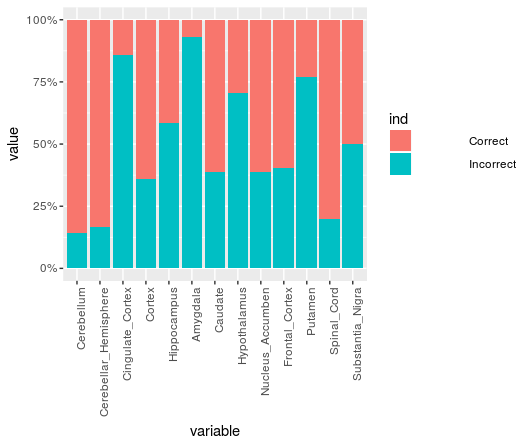 100%
75%
50%
25%
0%
value
Cerebellum
Cerebellar_Hemisphere
Cingulate_Cortex
Cortex
Hippocampus
Amygdala
Caudate
Hypothalamus
Nucleus_Accumben
Frontal_Cortex
Putamen
Spinal_Cord
Substantia_Nigra
variable
ind
Correct
Incorrect